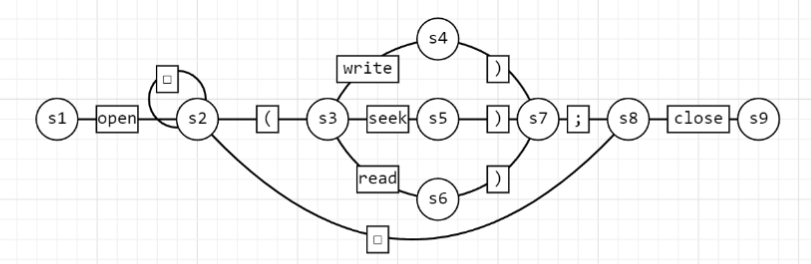 s4
□
write )
s1 open s2 ( s3 seek s5 ) s7 ; s8 close s9
read )
s6
□